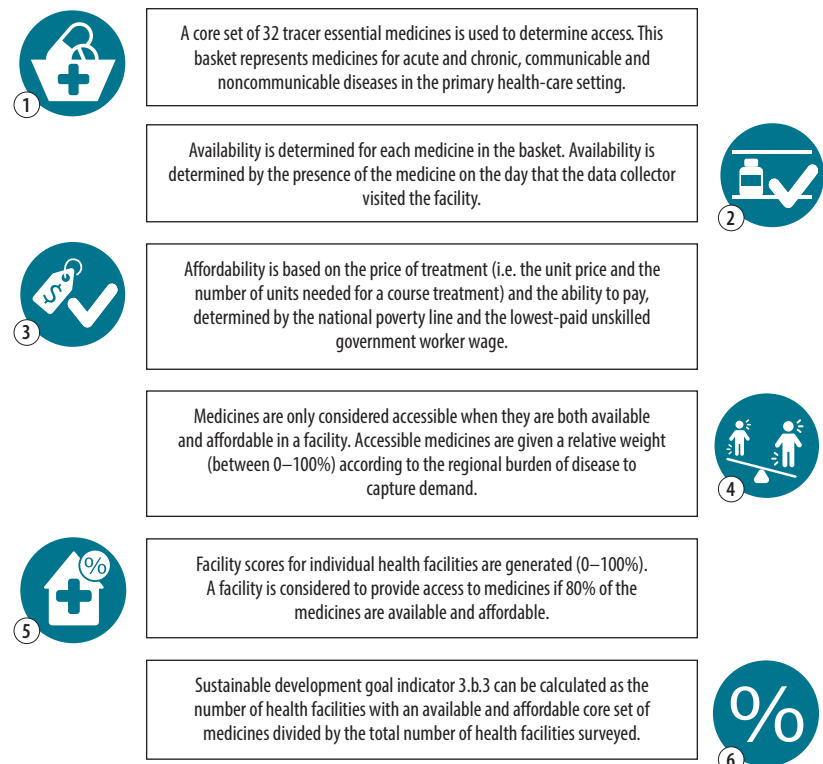 A core set of 32 tracer essential medicines is used to determine access. This
basket represents medicines for acute and chronic, communicable and
noncommunicable diseases in the primary health-care setting.
1
Availability is determined for each medicine in the basket. Availability is
determined by the presence of the medicine on the day that the data collector
visited the facility.
2
$
Affordability is based on the price of treatment (i.e. the unit price and the
number of units needed for a course treatment) and the ability to pay,
determined by the national poverty line and the lowest-paid unskilled
government worker wage.
3
Medicines are only considered accessible when they are both available
and affordable in a facility. Accessible medicines are given a relative weight
(between 0–100%) according to the regional burden of disease to
capture demand.
4
%
Facility scores for individual health facilities are generated (0–100%).
A facility is considered to provide access to medicines if 80% of the
medicines are available and affordable.
5
Sustainable development goal indicator 3.b.3 can be calculated as the
number of health facilities with an available and affordable core set of
medicines divided by the total number of health facilities surveyed.
%
6